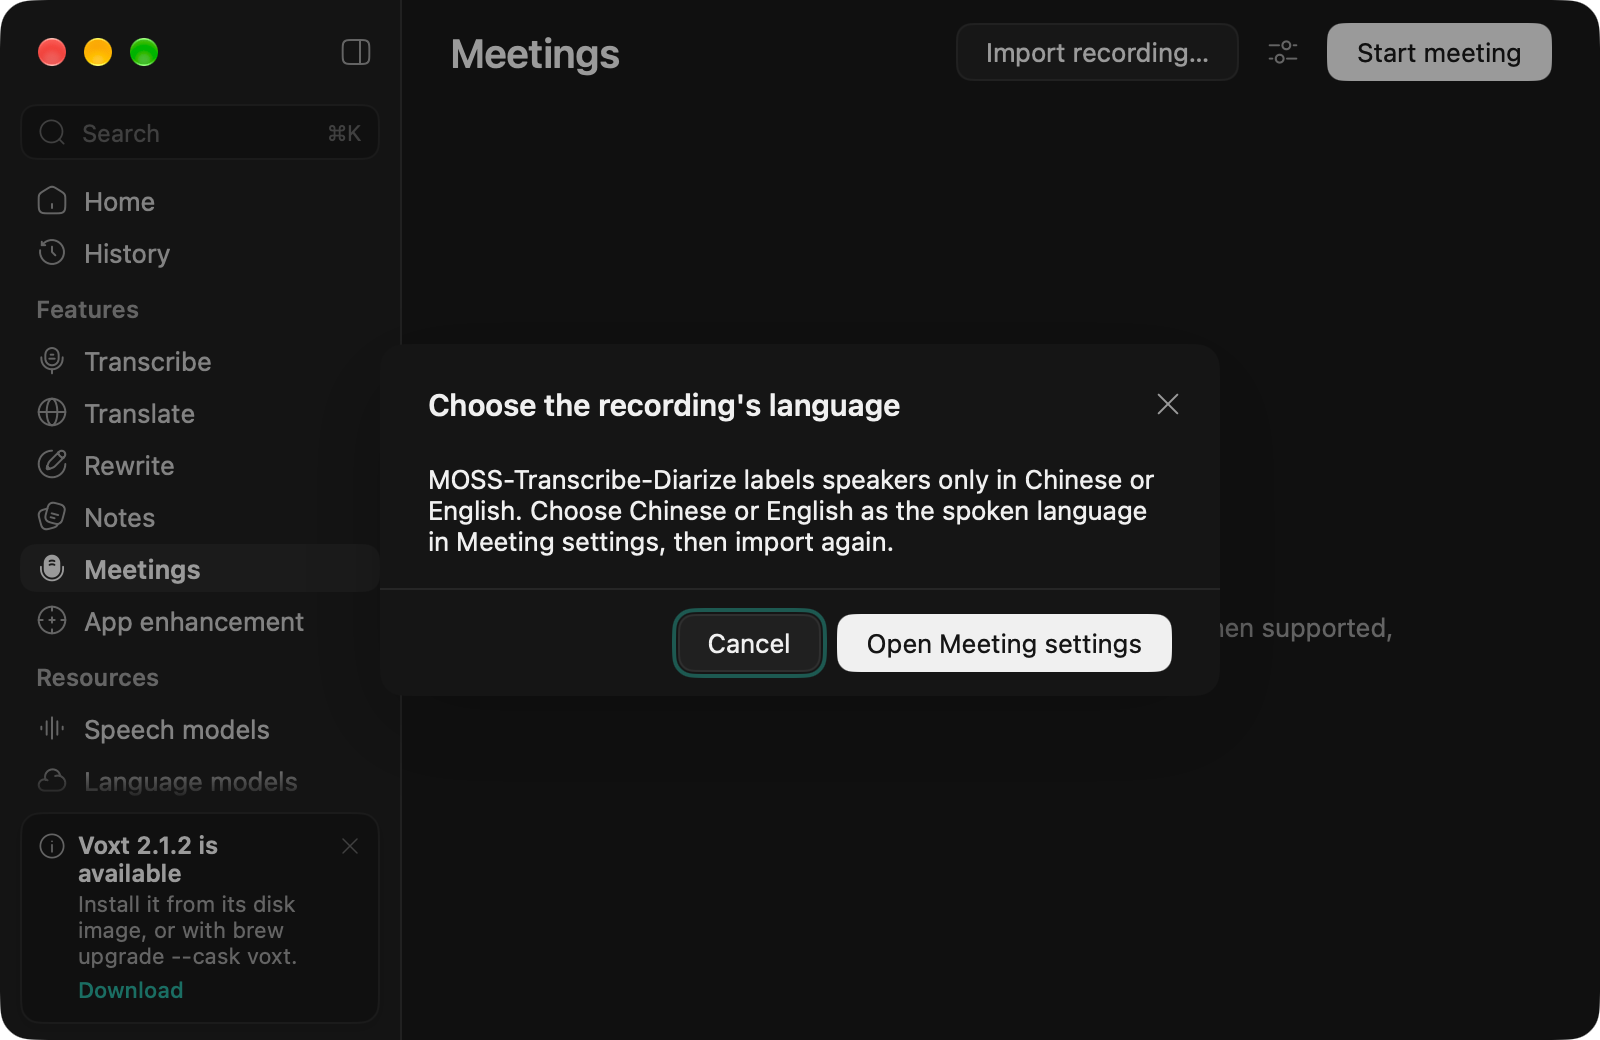 Meetings
Import recording...
Start meeting
Search
⌘K
Home
History
Features
Transcribe
Translate
Rewrite
Notes
Meetings
App enhancement
Resources
Speech models
Language models
Voxt 2.1.2 is
available
Install it from its disk
image, or with brew
upgrade --cask voxt.
Download
Choose the recording's language
MOSS-Transcribe-Diarize labels speakers only in Chinese or
English. Choose Chinese or English as the spoken language
in Meeting settings, then import again.
Cancel
Open Meeting settings
supported,